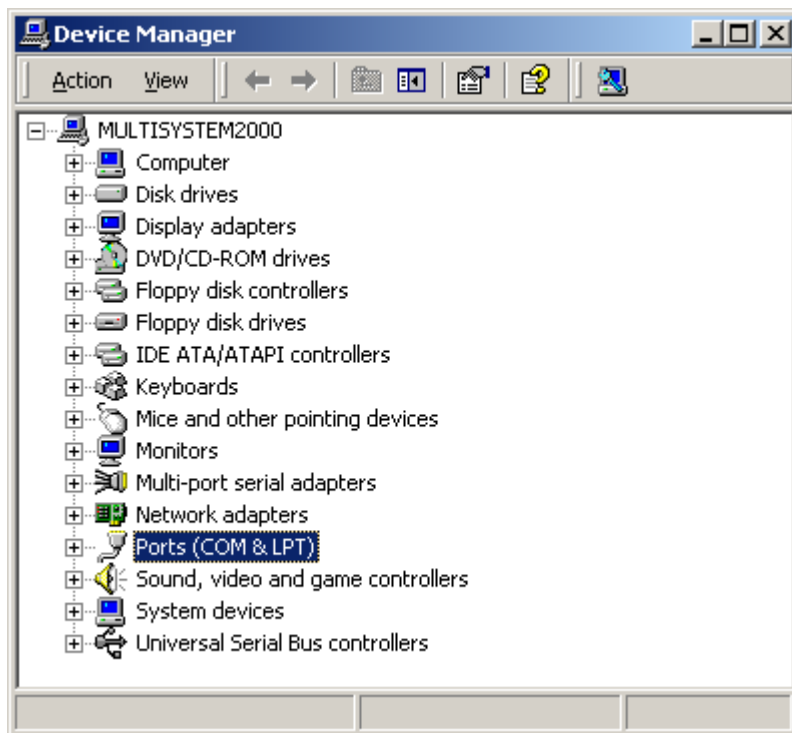 Device Manager
Action View
MULTISYSTEM2000
Computer
Disk drives
Display adapters
DVD/CD-ROM drives
Floppy disk controllers
Floppy disk drives
IDE ATA/ATAPI controllers
Keyboards
Mice and other pointing devices
Monitors
Multi-port serial adapters
Network adapters
Ports (COM & LPT)
Sound, video and game controllers
System devices
Universal Serial Bus controllers